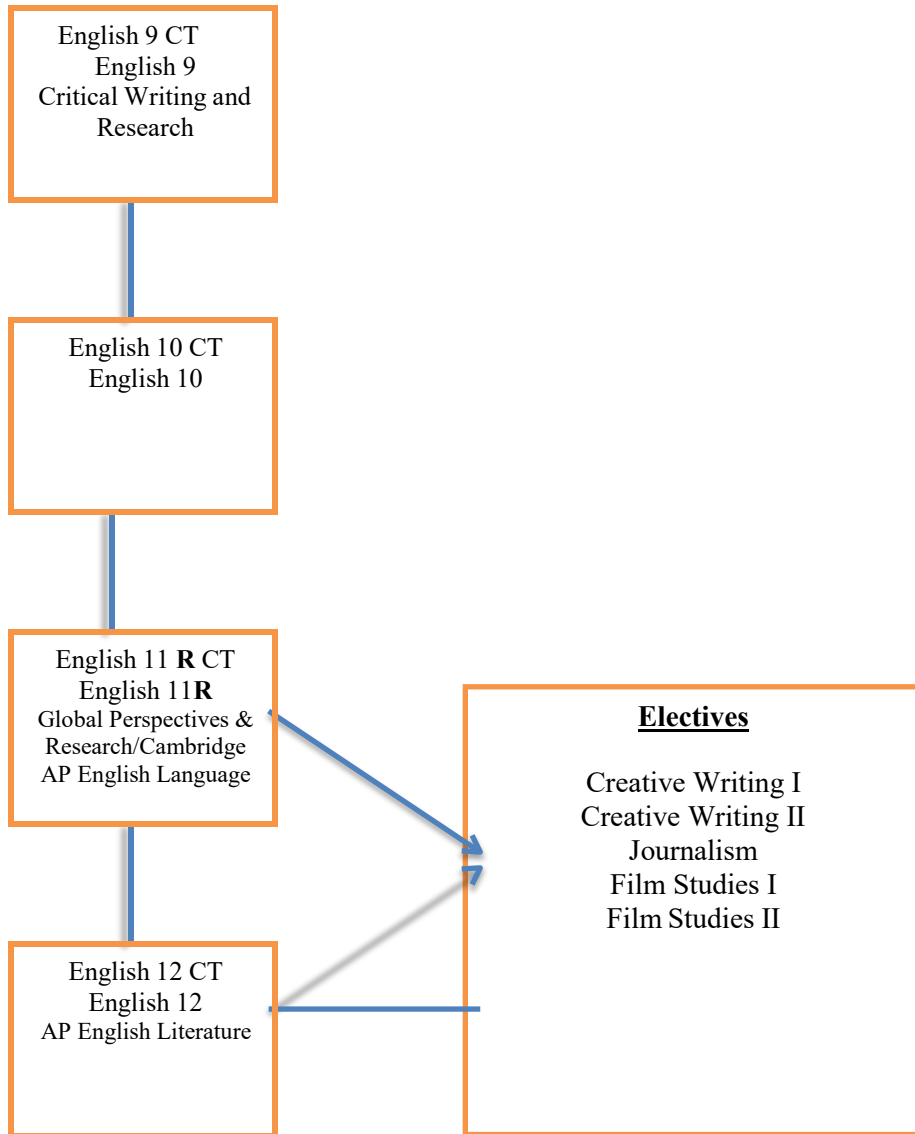 English 9 CT
English 9
Critical Writing and
Research
English 10 CT
English 10
English 11 R CT
English 11R
Global Perspectives &
Research/Cambridge
AP English Language
English 12 CT
English 12
AP English Literature
Electives
Creative Writing I
Creative Writing II
Journalism
Film Studies I
Film Studies II